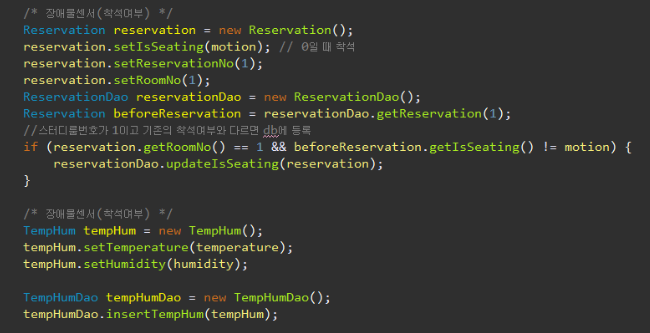 /* 장애물센서(착석여부) */
Reservation reservation = new Reservation();
reservation.setIsSeating(motion); // 0일 때 착석
reservation.setReservationNo(1);
reservation.setRoomNo(1);
ReservationDao reservationDao = new ReservationDao();
Reservation beforeReservation = reservationDao.getReservation(1);
//스터디룸번호가 1이고 기존의 착석여부와 다르면 db에 등록
if (reservation.getRoomNo() == 1 && beforeReservation.getIsSeating() != motion) {
    reservationDao.updateIsSeating(reservation);
}
/* 장애물센서(착석여부) */
TempHum tempHum = new TempHum();
tempHum.setTemperature(temperature);
tempHum.setHumidity(humidity);
TempHumDao tempHumDao = new TempHumDao();
tempHumDao.insertTempHum(tempHum);